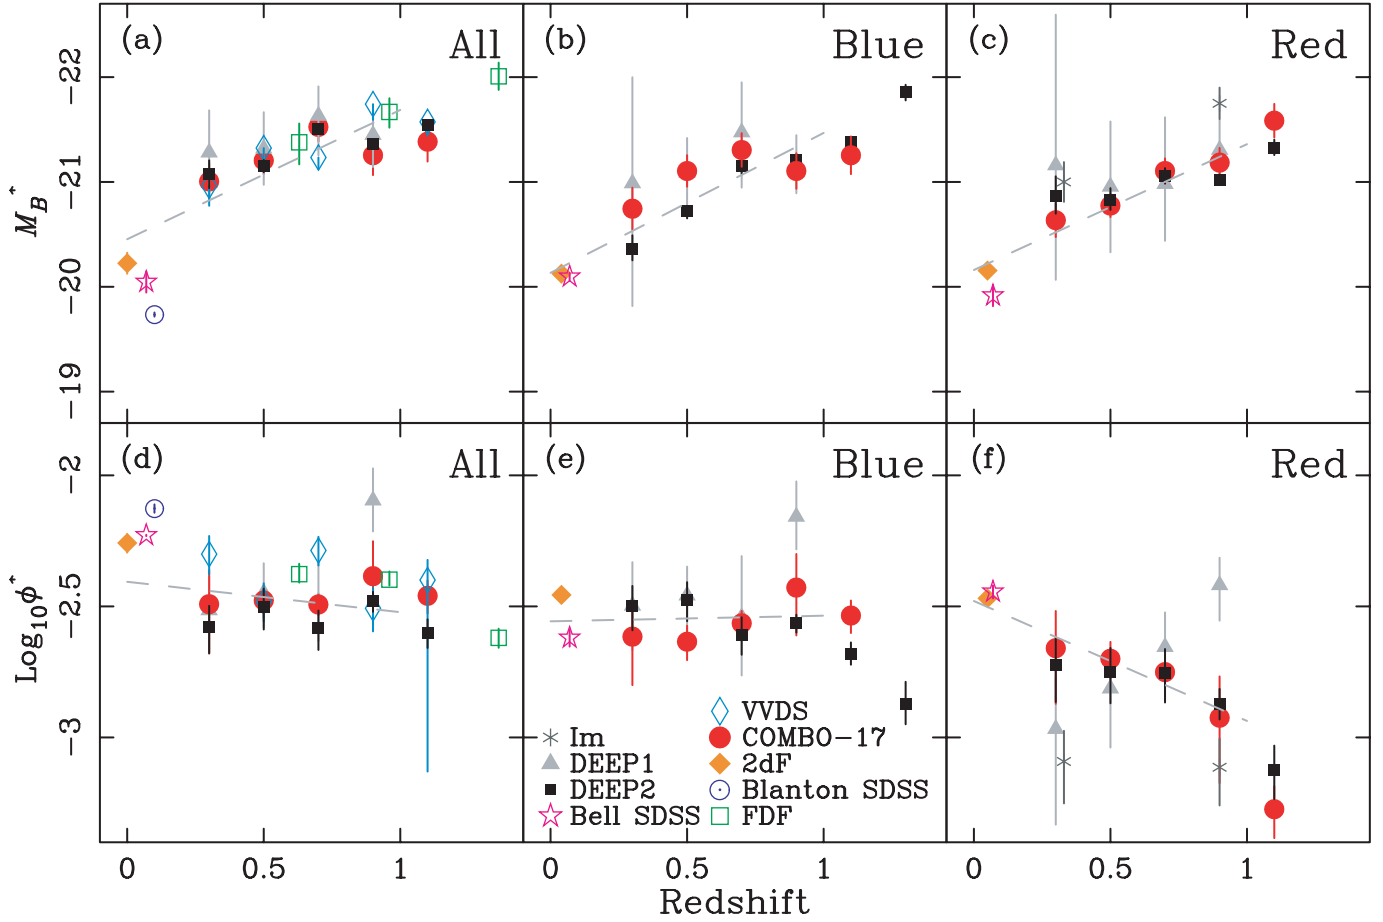 (a) All
(b) Blue
(c) Red
-22
-21
-20
-19
M_B^*
(d) All
(e) Blue
(f) Red
-2
-2.5
-3
Log10 ϕ*
VVDS
Im COMBO-17
DEEP1 2dF
DEEP2 Blanton SDSS
Bell SDSS FDF
0 0.5 1 0 0.5 1 0 0.5 1
Redshift